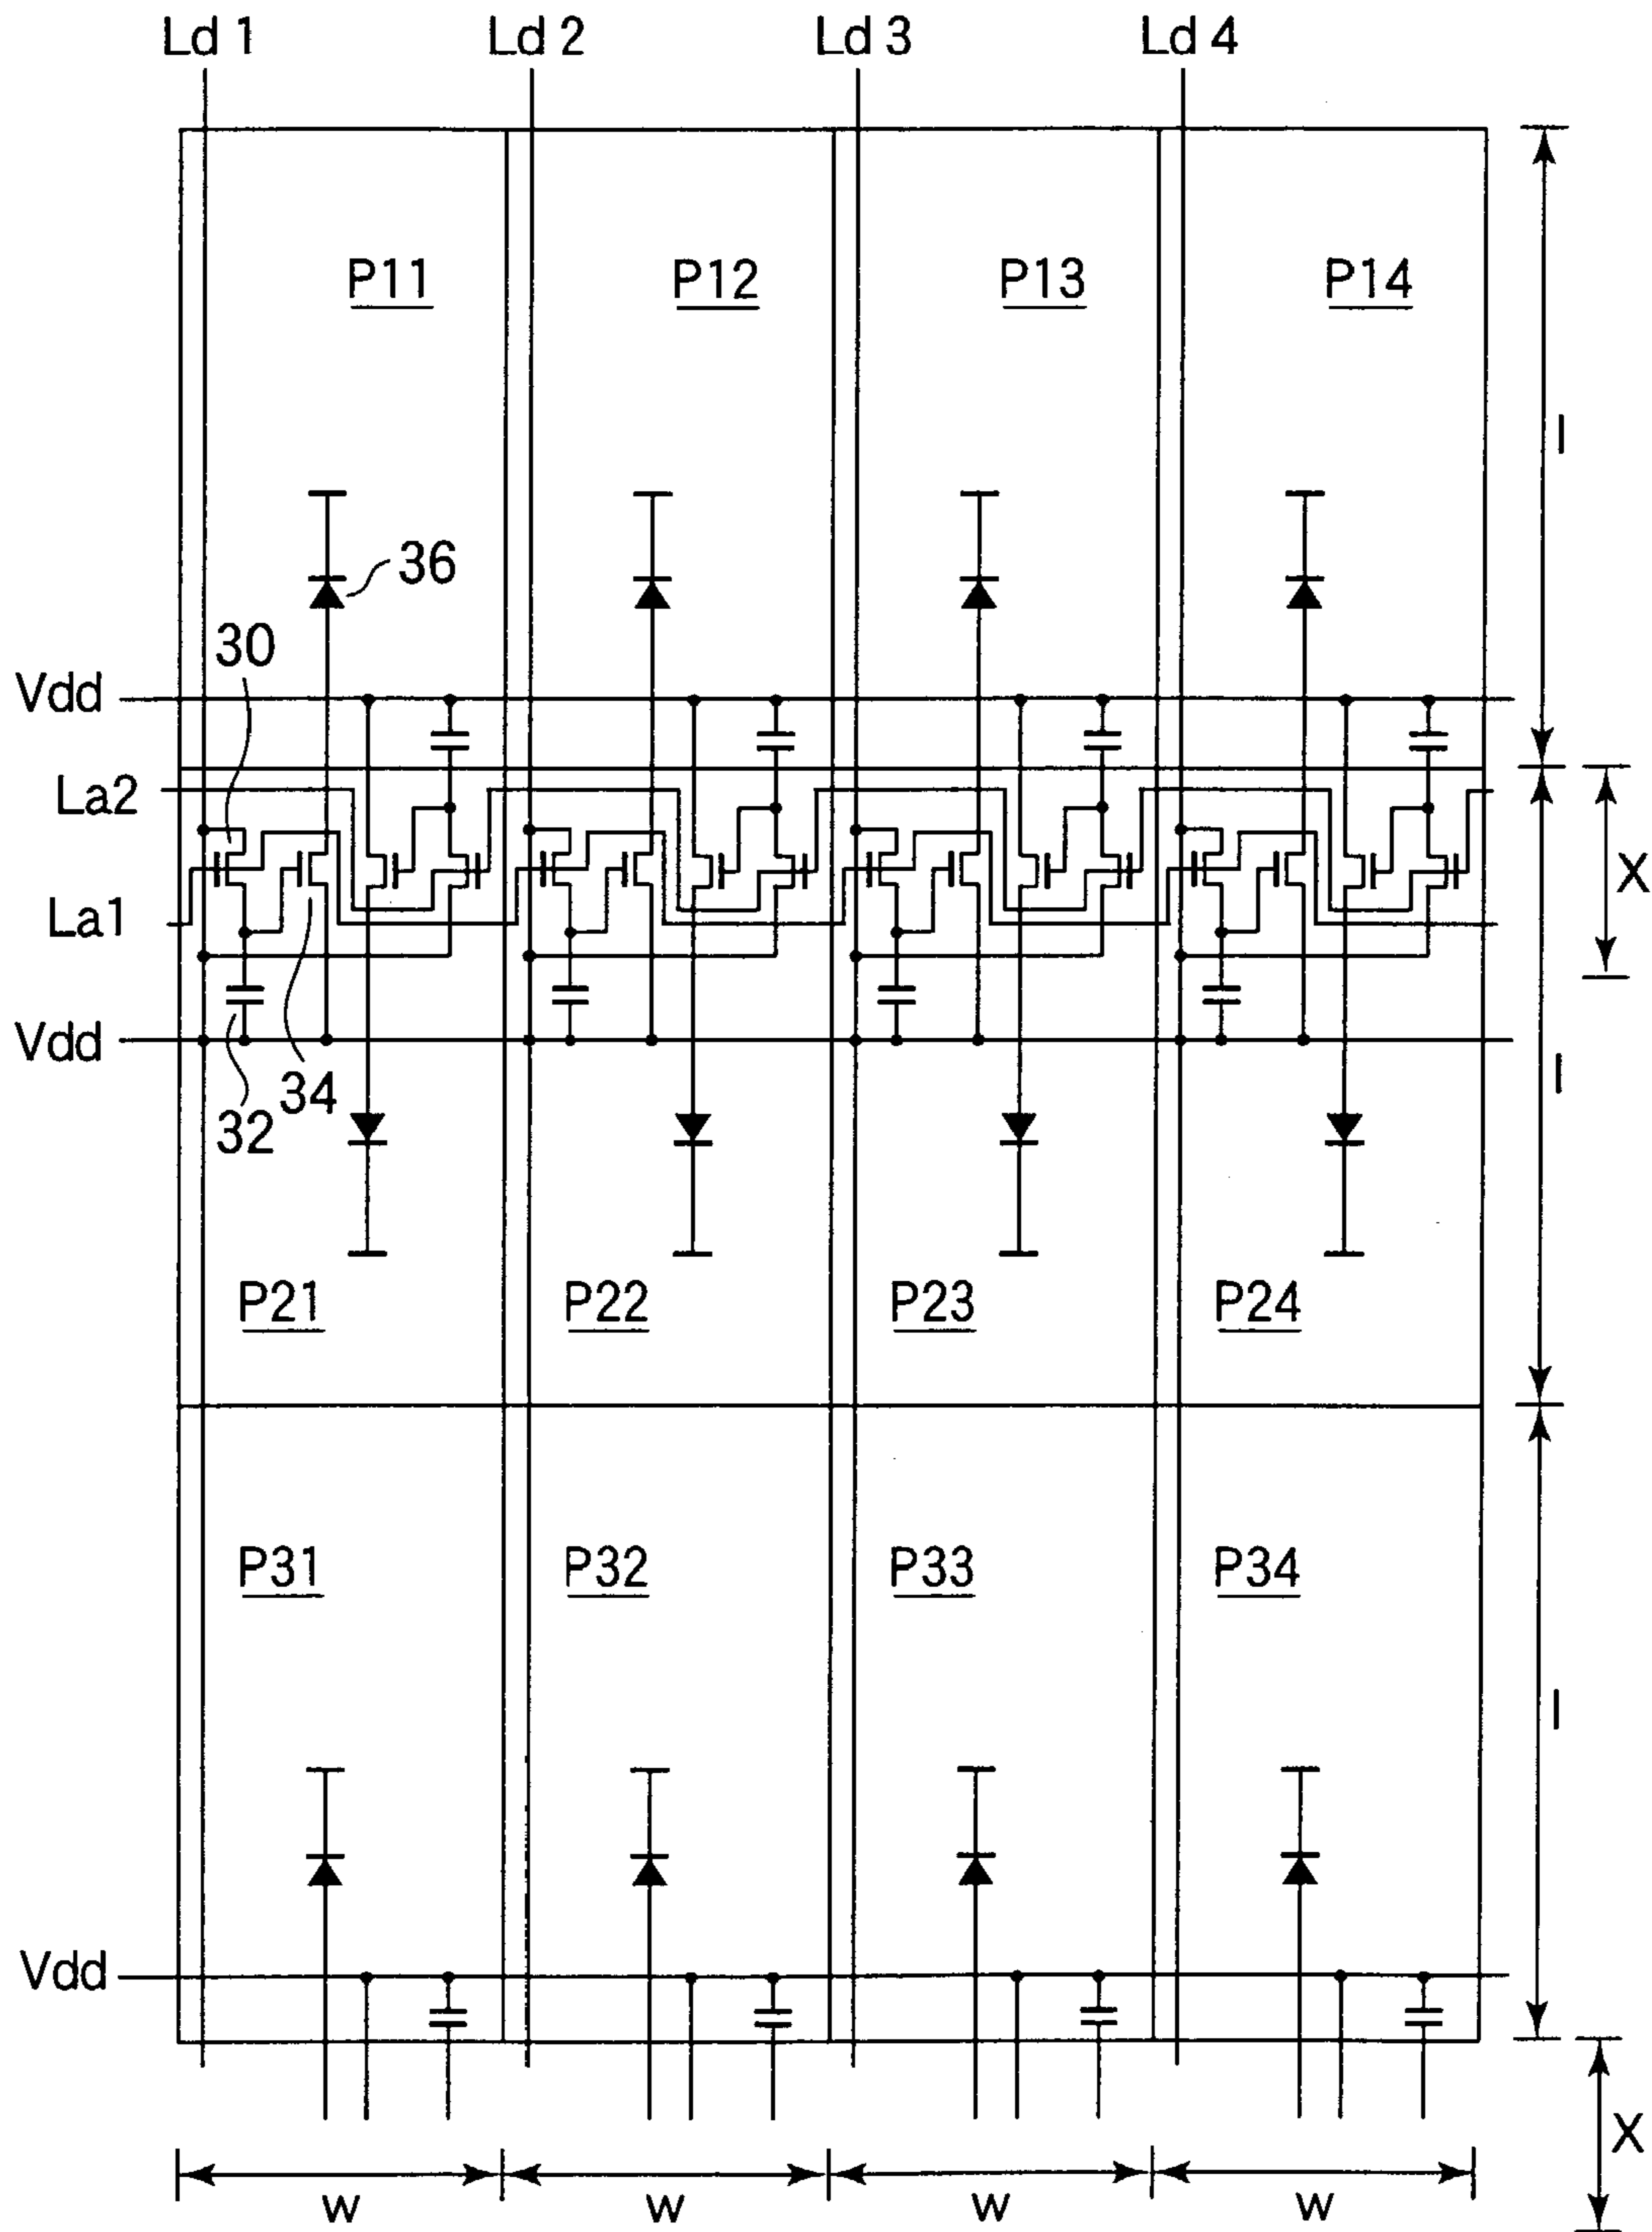 Ld 1 Ld 2 Ld 3 Ld 4
P11 P12 P13 P14
l
36
30
Vdd
La2
X
La1
Vdd
34
l
32
P21 P22 P23 P24
P31 P32 P33 P34
l
Vdd
X
w w w w